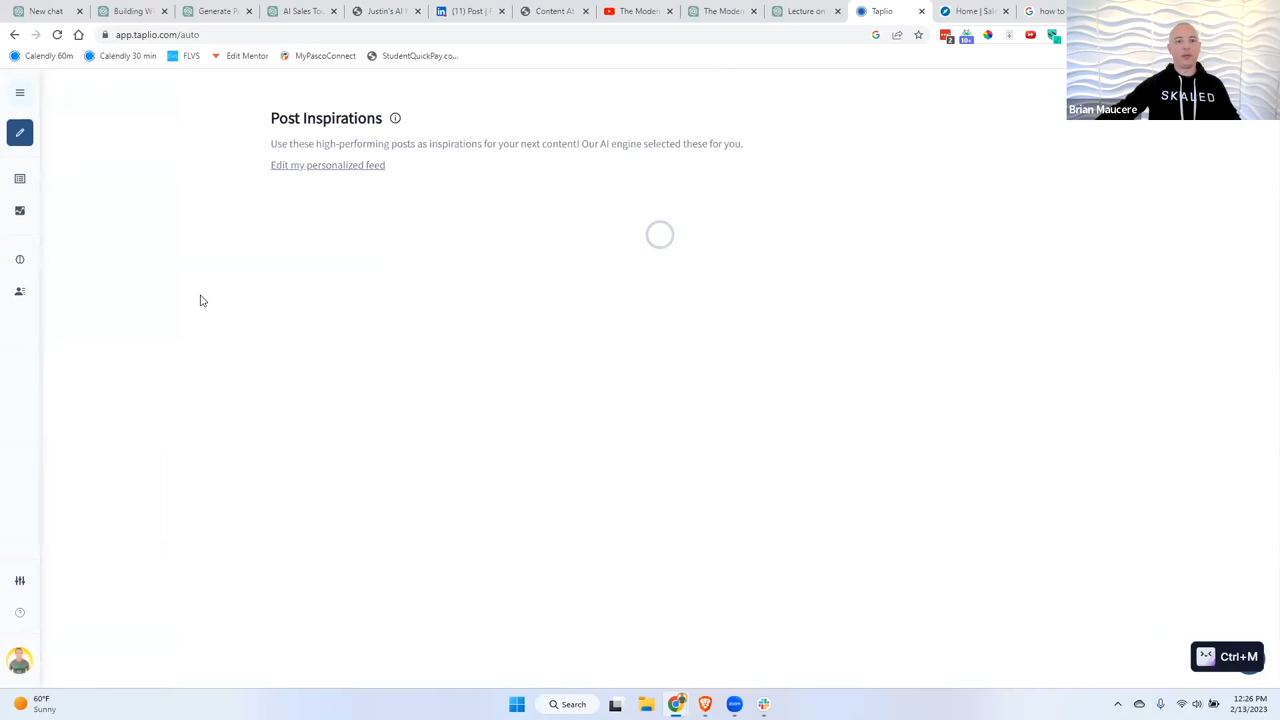 New chat
Building W
Generate P
AI Sales To
Justin's AI
(11) Post |
Content A
The Moder
The Moder
Lecture on
Taplio
Home | Sal
how to
app.taplio.com/auto
2
10+
Calendly 60m
Calendly 30 min
FLVS
Edit Mentor
MyPascoConnect
StudentQuickPay.co...
SKALED
Brian Maucere
Post Inspirations
Use these high-performing posts as inspirations for your next content! Our AI engine selected these for you.
Edit my personalized feed
Ctrl+M
60°F
Sunny
Search
12:26 PM
2/13/2023